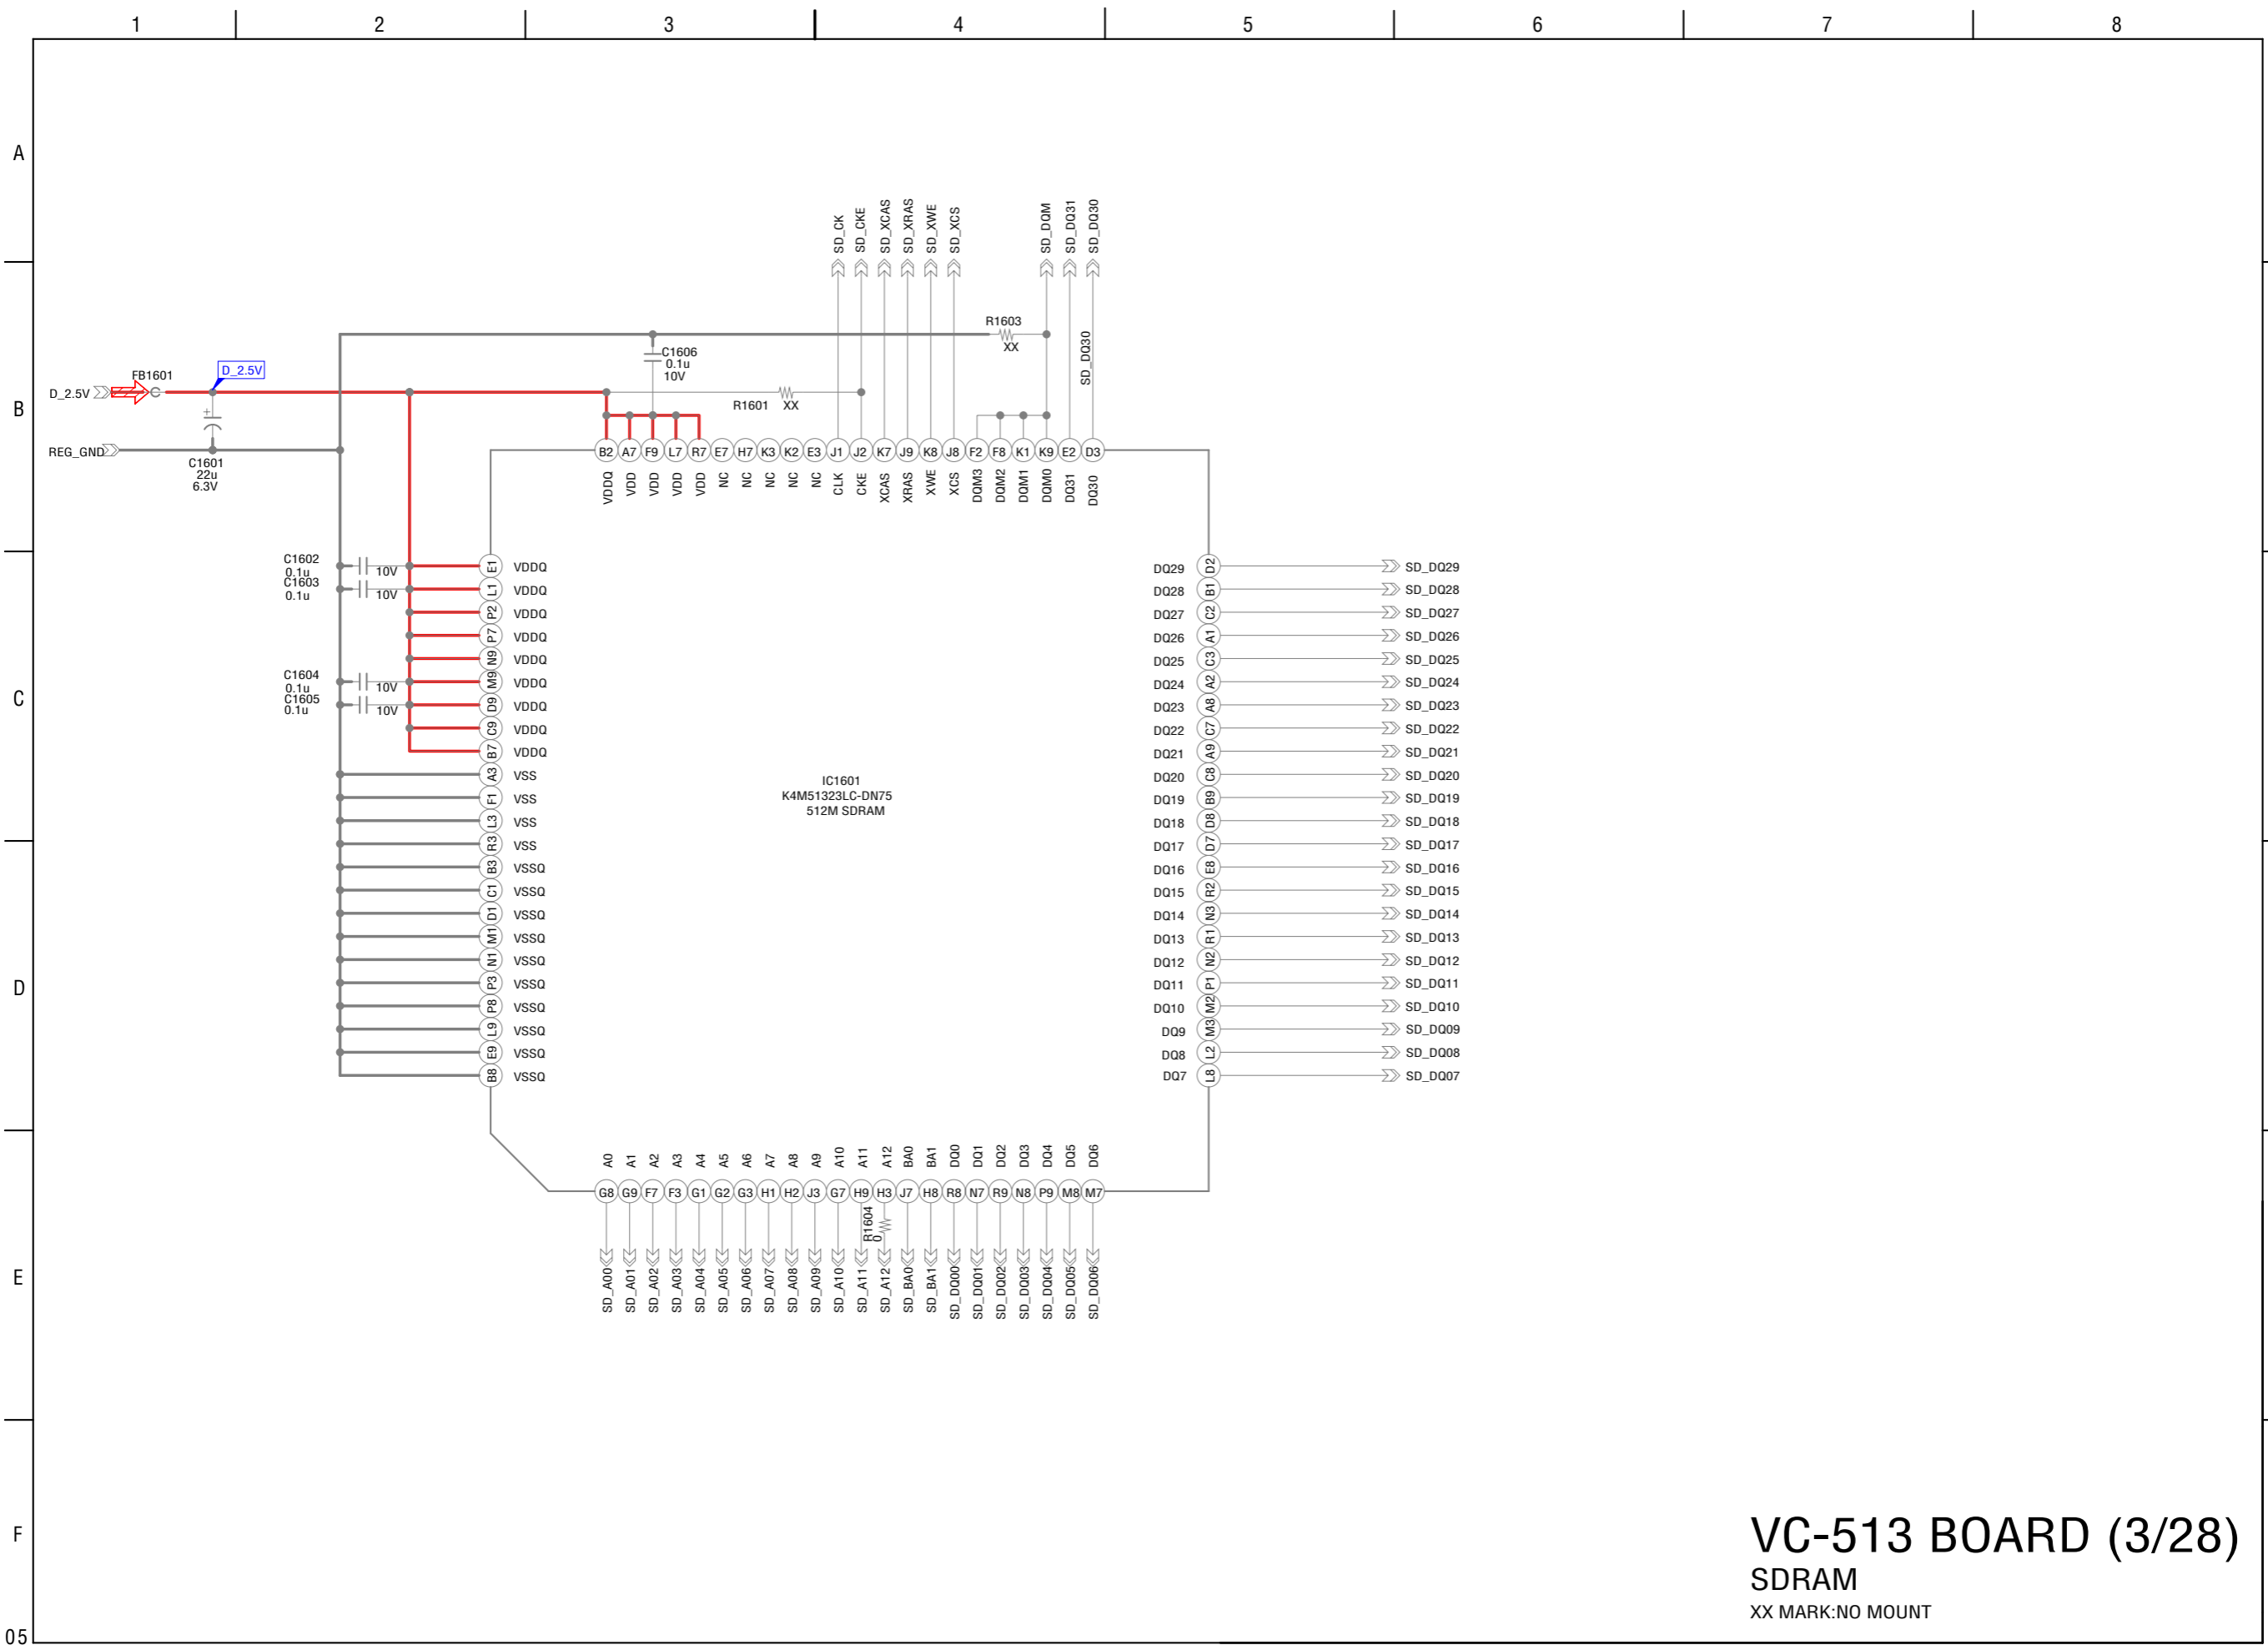 1 2 3 4 5 6 7 8
A
SD_CK SD_CKE SD_XCAS SD_XRAS SD_XWE SD_XCS SD_DQM SD_DQ31 SD_DQ30
R1603
XX
C1606
0.1u
10V
SD_DQ30
D_2.5V
FB1601
D_2.5V
B
R1601 XX
+
REG_GND
C1601
22u
6.3V
B2 A7 F9 L7 R7 E7 H7 K3 K2 E3 J1 J2 K7 J9 K8 J8 F2 F8 K1 K9 E2 D3
VDDQ VDD VDD VDD VDD NC NC NC NC NC CLK CKE XCAS XRAS XWE XCS DQM3 DQM2 DQM1 DQM0 DQ31 DQ30
C1602
0.1u
10V
C1603
0.1u
10V
C
C1604
0.1u
10V
C1605
0.1u
10V
E1 VDDQ
L1 VDDQ
P2 VDDQ
P7 VDDQ
N9 VDDQ
M9 VDDQ
D9 VDDQ
C9 VDDQ
B7 VDDQ
A3 VSS
F1 VSS
L3 VSS
R3 VSS
B3 VSSQ
C1 VSSQ
D1 VSSQ
M1 VSSQ
N1 VSSQ
P3 VSSQ
P8 VSSQ
L9 VSSQ
E9 VSSQ
B8 VSSQ
IC1601
K4M51323LC-DN75
512M SDRAM
DQ29 D2 SD_DQ29
DQ28 B1 SD_DQ28
DQ27 C2 SD_DQ27
DQ26 A1 SD_DQ26
DQ25 C3 SD_DQ25
DQ24 A2 SD_DQ24
DQ23 A8 SD_DQ23
DQ22 C7 SD_DQ22
DQ21 A9 SD_DQ21
DQ20 C8 SD_DQ20
DQ19 B9 SD_DQ19
DQ18 D8 SD_DQ18
DQ17 D7 SD_DQ17
DQ16 E8 SD_DQ16
DQ15 R2 SD_DQ15
DQ14 N3 SD_DQ14
DQ13 R1 SD_DQ13
DQ12 N2 SD_DQ12
DQ11 P1 SD_DQ11
DQ10 M2 SD_DQ10
DQ9 M3 SD_DQ09
DQ8 L2 SD_DQ08
DQ7 L8 SD_DQ07
D
A0 A1 A2 A3 A4 A5 A6 A7 A8 A9 A10 A11 A12 BA0 BA1 DQ0 DQ1 DQ2 DQ3 DQ4 DQ5 DQ6
G8 G9 F7 F3 G1 G2 G3 H1 H2 J3 G7 H9 H3 J7 H8 R8 N7 R9 N8 P9 M8 M7
R1604
0
E
SD_A00 SD_A01 SD_A02 SD_A03 SD_A04 SD_A05 SD_A06 SD_A07 SD_A08 SD_A09 SD_A10 SD_A11 SD_A12 SD_BA0 SD_BA1 SD_DQ00 SD_DQ01 SD_DQ02 SD_DQ03 SD_DQ04 SD_DQ05 SD_DQ06
F
VC-513 BOARD (3/28)
SDRAM
XX MARK:NO MOUNT
05